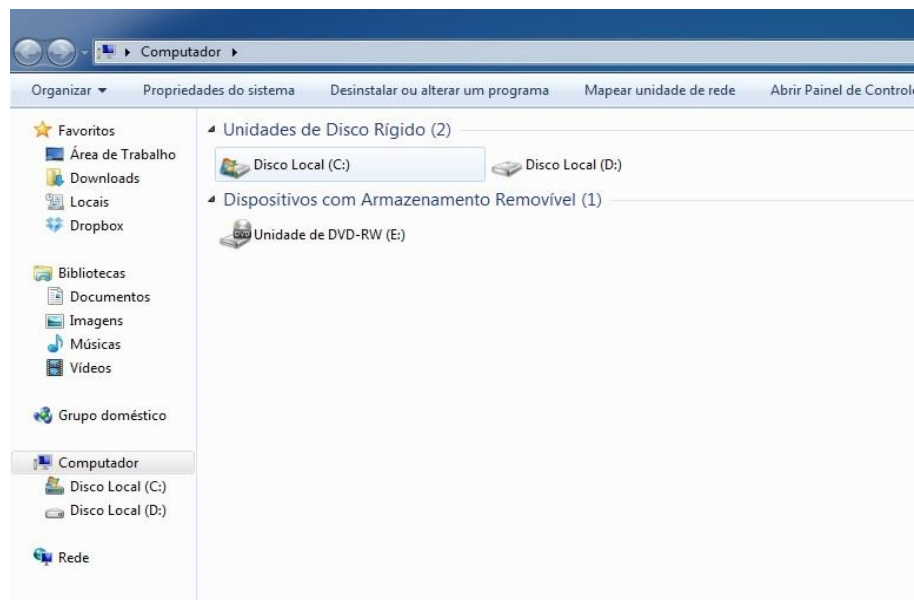 Computador
Organizar Propriedades do sistema Desinstalar ou alterar um programa Mapear unidade de rede Abrir Painel de Controle
Favoritos
Área de Trabalho
Downloads
Locais
Dropbox
Bibliotecas
Documentos
Imagens
Músicas
Vídeos
Grupo doméstico
Computador
Disco Local (C:)
Disco Local (D:)
Rede
Unidades de Disco Rígido (2)
Disco Local (C:) Disco Local (D:)
Dispositivos com Armazenamento Removível (1)
DVD Unidade de DVD-RW (E:)